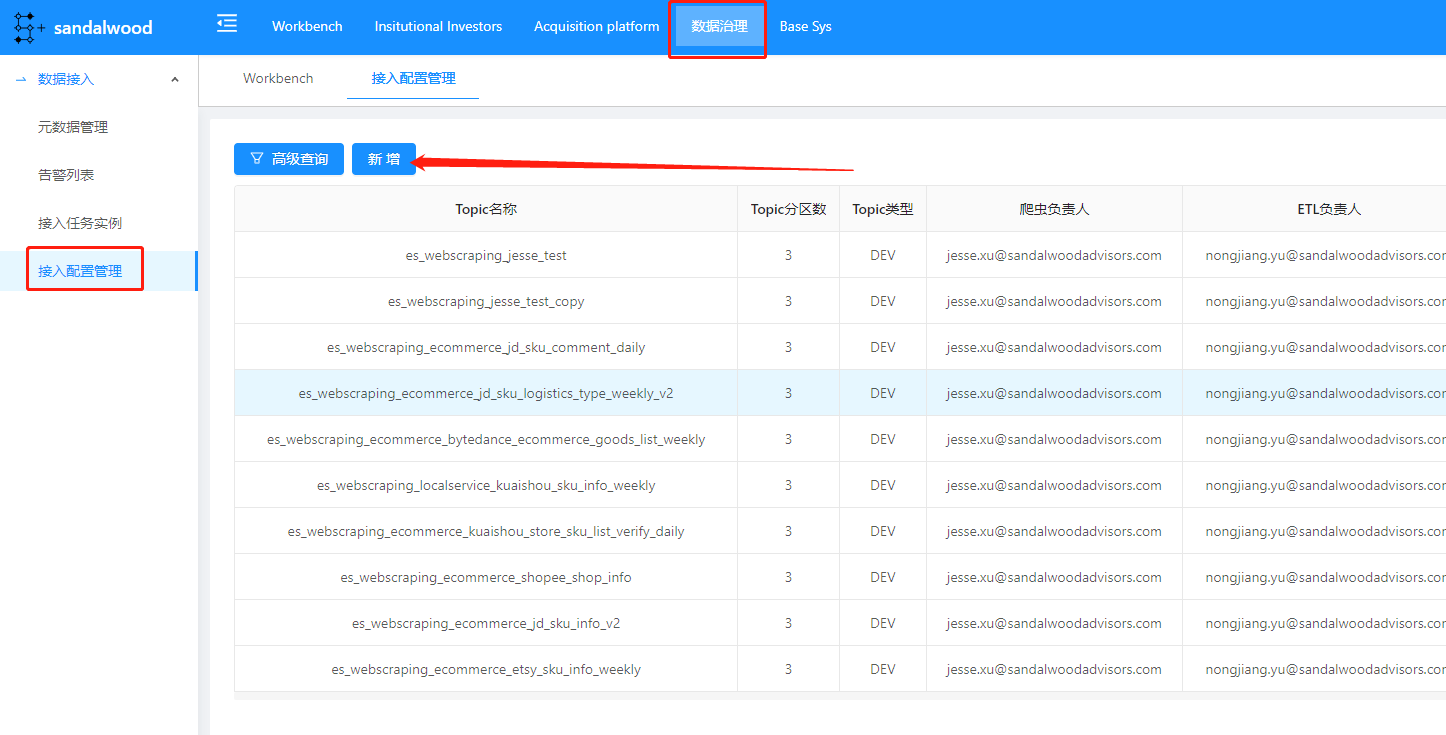 sandalwood
Workbench Insitutional Investors Acquisition platform 数据治理 Base Sys
数据接入
元数据管理
告警列表
接入任务实例
接入配置管理
Workbench 接入配置管理
高级查询 新 增
Topic名称 Topic分区数 Topic类型 爬虫负责人 ETL负责人
es_webscraping_jesse_test 3 DEV jesse.xu@sandalwoodadvisors.com nongjiang.yu@sandalwoodadvisors.cor
es_webscraping_jesse_test_copy 3 DEV jesse.xu@sandalwoodadvisors.com nongjiang.yu@sandalwoodadvisors.cor
es_webscraping_ecommerce_jd_sku_comment_daily 3 DEV jesse.xu@sandalwoodadvisors.com nongjiang.yu@sandalwoodadvisors.cor
es_webscraping_ecommerce_jd_sku_logistics_type_weekly_v2 3 DEV jesse.xu@sandalwoodadvisors.com nongjiang.yu@sandalwoodadvisors.cor
es_webscraping_ecommerce_bytedance_ecommerce_goods_list_weekly 3 DEV jesse.xu@sandalwoodadvisors.com nongjiang.yu@sandalwoodadvisors.cor
es_webscraping_localservice_kuaishou_sku_info_weekly 3 DEV jesse.xu@sandalwoodadvisors.com nongjiang.yu@sandalwoodadvisors.cor
es_webscraping_ecommerce_kuaishou_store_sku_list_verify_daily 3 DEV jesse.xu@sandalwoodadvisors.com nongjiang.yu@sandalwoodadvisors.cor
es_webscraping_ecommerce_shopee_shop_info 3 DEV jesse.xu@sandalwoodadvisors.com nongjiang.yu@sandalwoodadvisors.cor
es_webscraping_ecommerce_jd_sku_info_v2 3 DEV jesse.xu@sandalwoodadvisors.com nongjiang.yu@sandalwoodadvisors.cor
es_webscraping_ecommerce_etsy_sku_info_weekly 3 DEV jesse.xu@sandalwoodadvisors.com nongjiang.yu@sandalwoodadvisors.cor